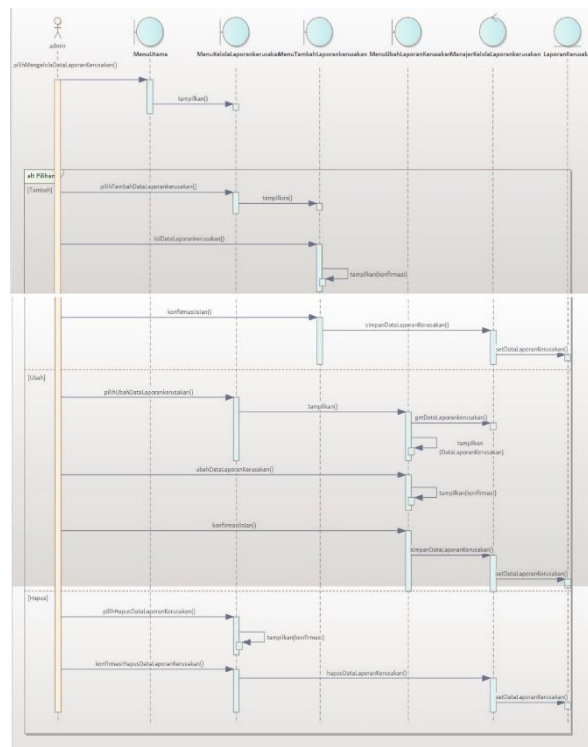 admin
MenuUtama
MenuKelolaLaporankerusakan
MenuTambahLaporankerusakan
MenuUbahLaporanKerusakan
ManajerKelolaLaporankerusakan
LaporanKerusak
pilihMengelolaDataLaporanKerusakan()
tampilkan()
alt Pilihan
[Tambah]
pilihTambahDataLaporankerusakan()
tampilkan()
IsiDataLaporankerusakan()
tampilkan(konfirmasi)
konfirmasiIsian()
simpanDataLaporanKerusakan()
setDataLaporanKerusakan()
[Ubah]
pilihUbahDataLaporankerusakan()
tampilkan()
getDataLaporankerusakan()
tampilkan
(DataLaporanKerusakan)
ubahDataLaporanKerusakan()
tampilkan(konfirmasi)
konfirmasiIsian()
simpanDataLaporanKerusakan()
setDataLaporanKerusakan()
[Hapus]
pilihHapusDataLaporanKerusakan()
tampilkan(konfirmasi)
konfirmasiHapusDataLaporanKerusakan()
hapusDataLaporanKerusakan()
setDataLaporanKerusakan()